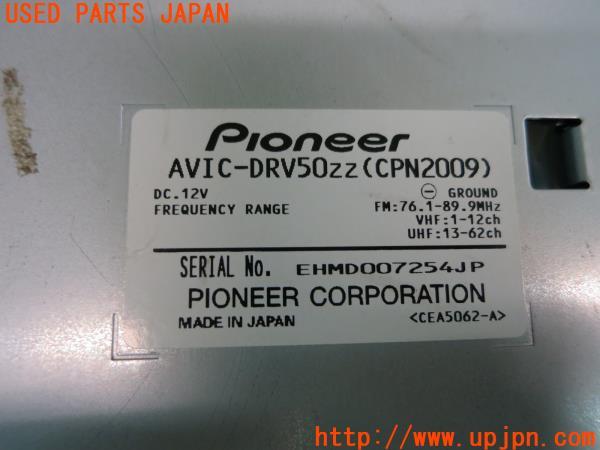 USED PARTS JAPAN
Pioneer
AVIC-DRV50zz(CPN2009)
DC.12V ⊖ GROUND
FREQUENCY RANGE FM:76.1-89.9MHz
VHF:1-12ch
UHF:13-62ch
SERIAL No. EHMD007254JP
PIONEER CORPORATION
MADE IN JAPAN <CEA5062-A>
http://www.upjpn.com